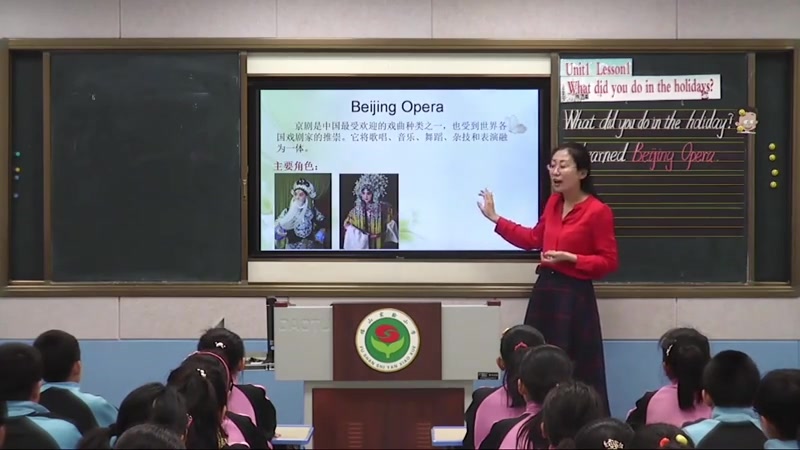 Beijing Opera
京剧是中国最受欢迎的戏曲种类之一，也受到世界各
国戏剧家的推崇。它将歌唱、音乐、舞蹈、杂技和表演融
为一体。
主要角色：
Unit1 Lesson1
What did you do in the holidays?
What did you do in the holiday?
earned Beijing Opera.